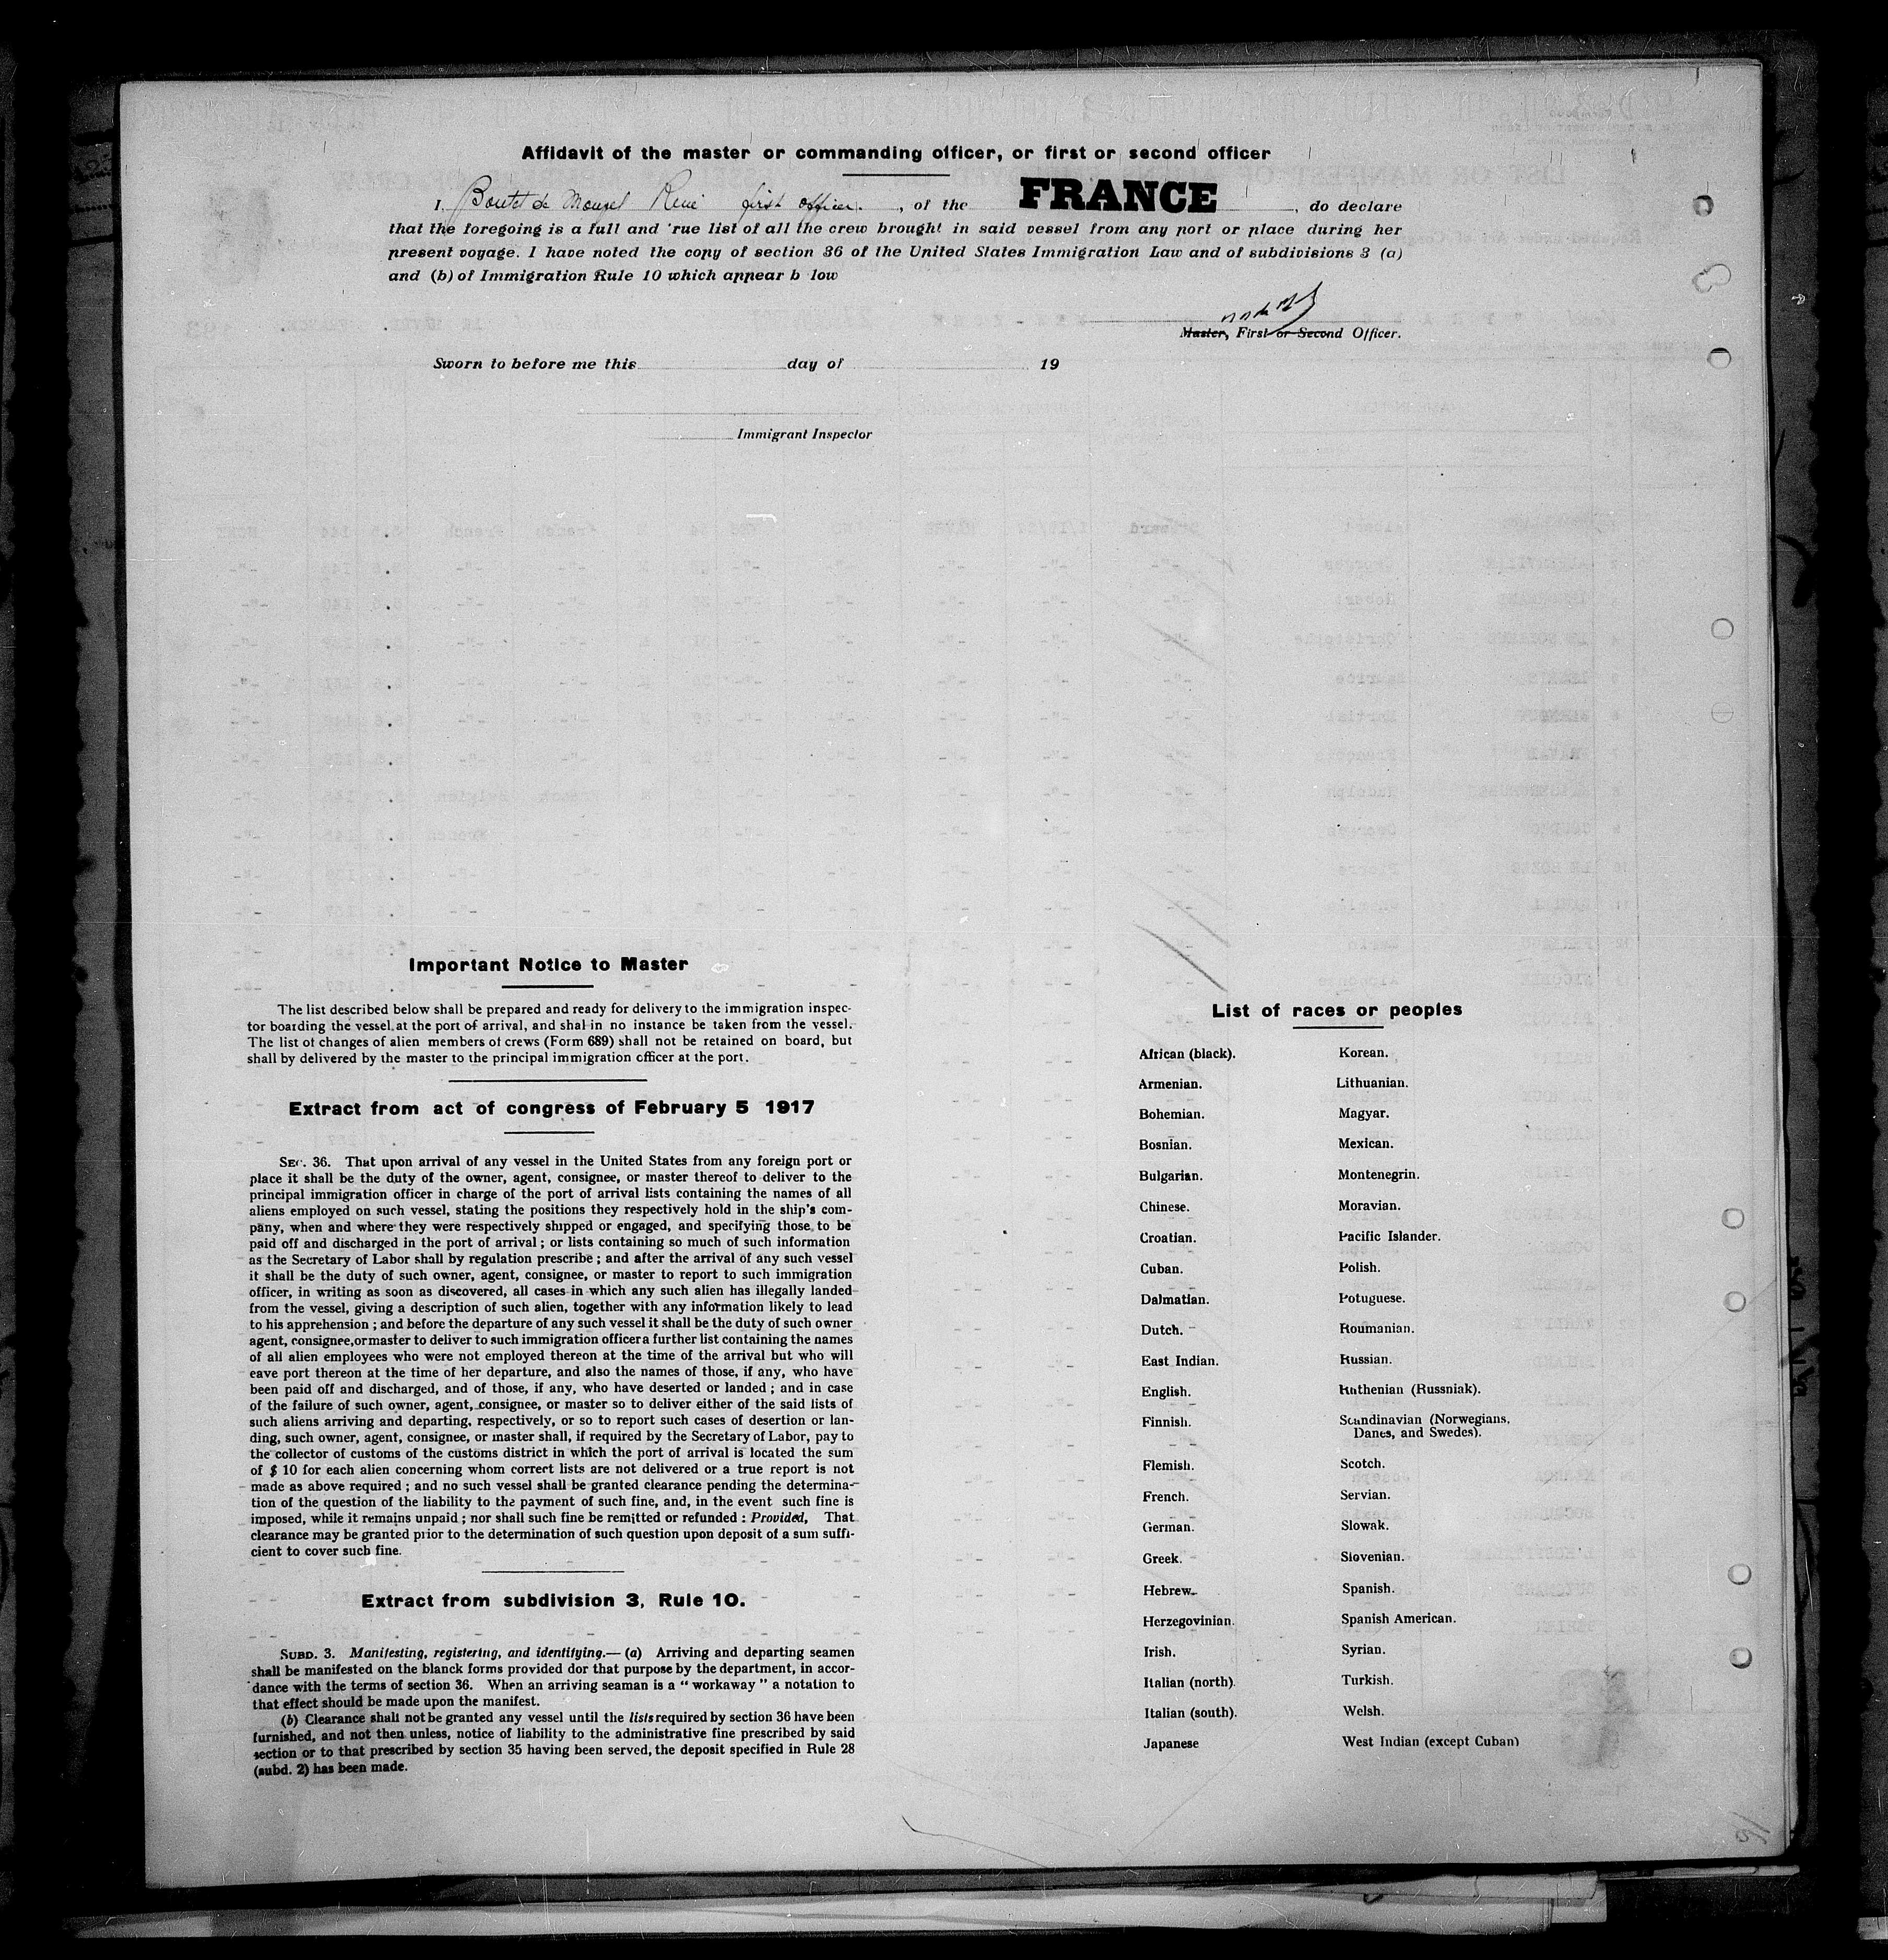 Affidavit of the master or commanding officer, or first or second officer
I, Boutet de Monvel René first officer. , of the FRANCE , do declare
that the foregoing is a full and 'rue list of all the crew brought in said vessel from any port or place during her
present voyage. I have noted the copy of section 36 of the United States Immigration Law and of subdivisions 3 (a)
and (b) of Immigration Rule 10 which appear b low
Master, First or Second Officer.
Sworn to before me this day of 19
Immigrant Inspector
Important Notice to Master
The list described below shall be prepared and ready for delivery to the immigration inspec-
tor boarding the vessel at the port of arrival, and shal in no instance be taken from the vessel.
The list of changes of alien members of crews (Form 689) shall not be retained on board, but
shall by delivered by the master to the principal immigration officer at the port.
Extract from act of congress of February 5 1917
SEC. 36. That upon arrival of any vessel in the United States from any foreign port or
place it shall be the duty of the owner, agent, consignee, or master thereof to deliver to the
principal immigration officer in charge of the port of arrival lists containing the names of all
aliens employed on such vessel, stating the positions they respectively hold in the ship's com-
pany, when and where they were respectively shipped or engaged, and specifying those to be
paid off and discharged in the port of arrival ; or lists containing so much of such information
as the Secretary of Labor shall by regulation prescribe ; and after the arrival of any such vessel
it shall be the duty of such owner, agent, consignee, or master to report to such immigration
officer, in writing as soon as discovered, all cases in which any such alien has illegally landed
from the vessel, giving a description of such alien, together with any information likely to lead
to his apprehension ; and before the departure of any such vessel it shall be the duty of such owner
agent, consignee,ormaster to deliver to such immigration officer a further list containing the names
of all alien employees who were not employed thereon at the time of the arrival but who will
eave port thereon at the time of her departure, and also the names of those, if any, who have
been paid off and discharged, and of those, if any, who have deserted or landed ; and in case
of the failure of such owner, agent, consignee, or master so to deliver either of the said lists of
such aliens arriving and departing, respectively, or so to report such cases of desertion or lan-
ding, such owner, agent, consignee, or master shall, if required by the Secretary of Labor, pay to
the collector of customs of the customs district in which the port of arrival is located the sum
of $ 10 for each alien concerning whom correct lists are not delivered or a true report is not
made as above required ; and no such vessel shall be granted clearance pending the determina-
tion of the question of the liability to the payment of such fine, and, in the event such fine is
imposed, while it remains unpaid ; nor shall such fine be remitted or refunded : Provided, That
clearance may be granted prior to the determination of such question upon deposit of a sum suffi-
cient to cover such fine.
Extract from subdivision 3, Rule 10.
SUBD. 3. Manifesting, registering, and identifying.— (a) Arriving and departing seamen
shall be manifested on the blanck forms provided dor that purpose by the department, in accor-
dance with the terms of section 36. When an arriving seaman is a “ workaway ” a notation to
that effect should be made upon the manifest.
(b) Clearance shall not be granted any vessel until the lists required by section 36 have been
furnished, and not then unless, notice of liability to the administrative fine prescribed by said
section or to that prescribed by section 35 having been served, the deposit specified in Rule 28
(subd. 2) has been made.
List of races or peoples
African (black).
Armenian.
Bohemian.
Bosnian.
Bulgarian.
Chinese.
Croatian.
Cuban.
Dalmatian.
Dutch.
East Indian.
English.
Finnish.
Flemish.
French.
German.
Greek.
Hebrew.
Herzegovinian.
Irish.
Italian (north).
Italian (south).
Japanese
Korean.
Lithuanian.
Magyar.
Mexican.
Montenegrin.
Moravian.
Pacific Islander.
Polish.
Potuguese.
Roumanian.
Russian.
Ruthenian (Russniak).
Scandinavian (Norwegians,
Danes, and Swedes).
Scotch.
Servian.
Slowak.
Slovenian.
Spanish.
Spanish American.
Syrian.
Turkish.
Welsh.
West Indian (except Cuban)